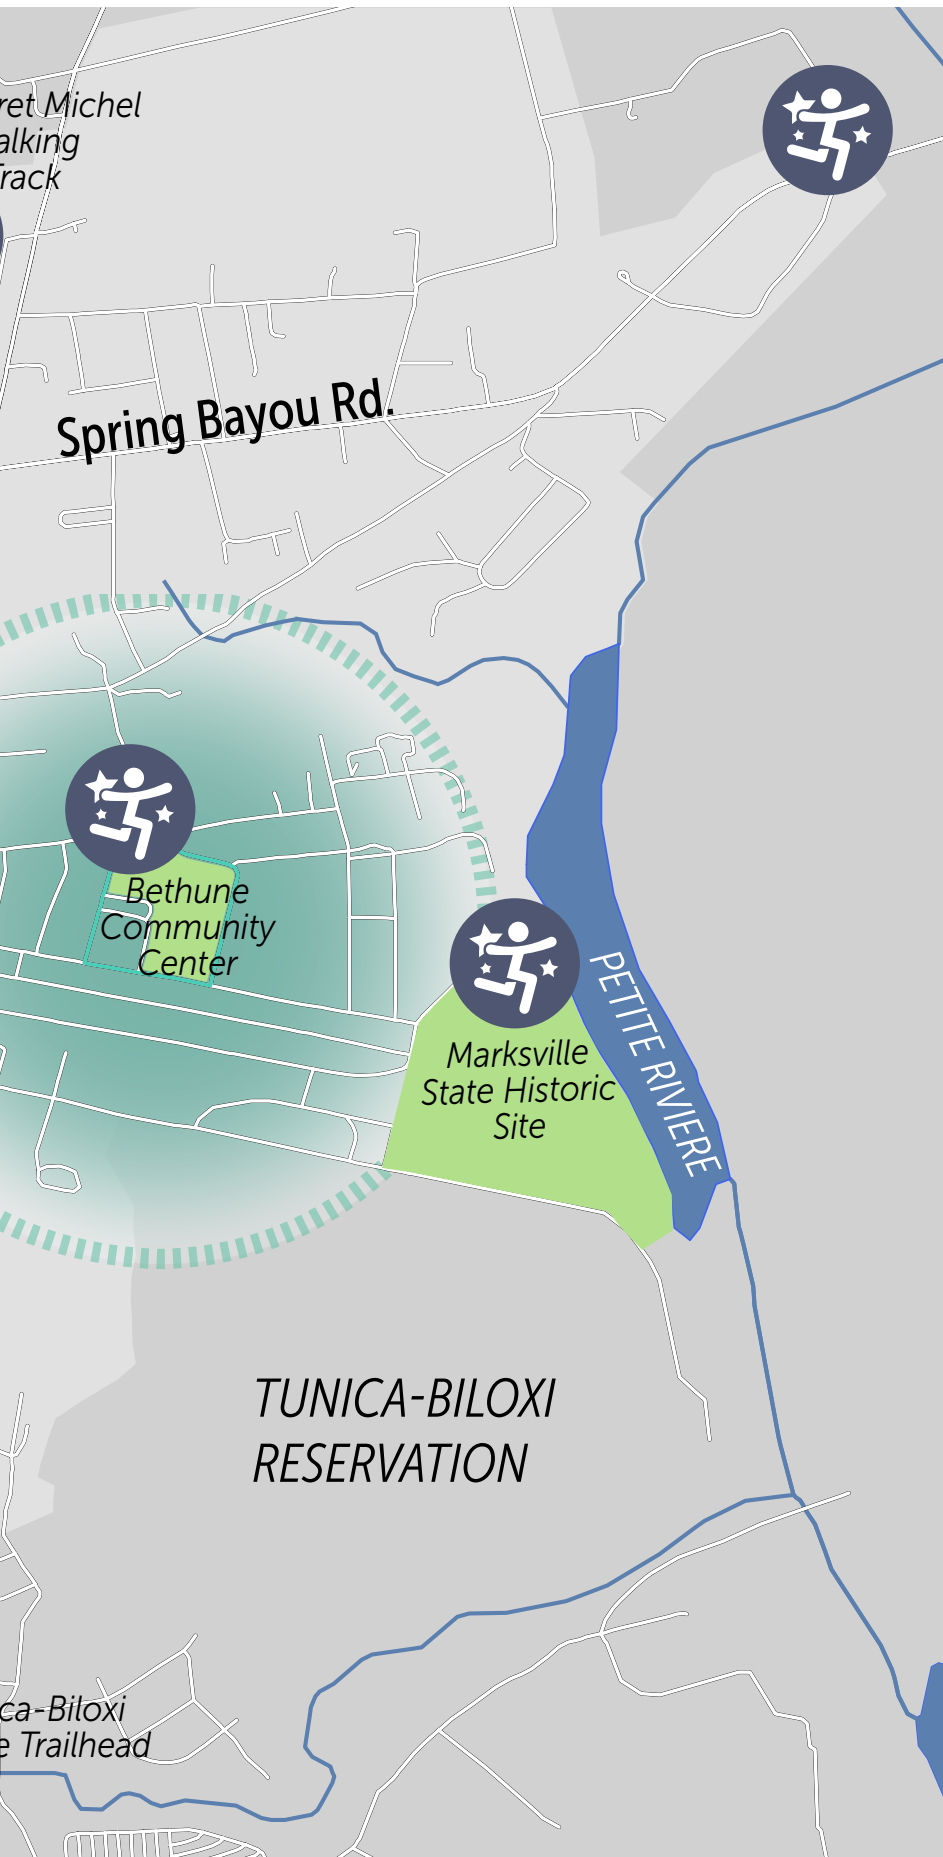 ret Michel
alking
rack
Spring Bayou Rd.
Bethune
Community
Center
Marksville
State Historic
Site
PETITE RIVIERE
TUNICA-BILOXI
RESERVATION
ca-Biloxi
e Trailhead